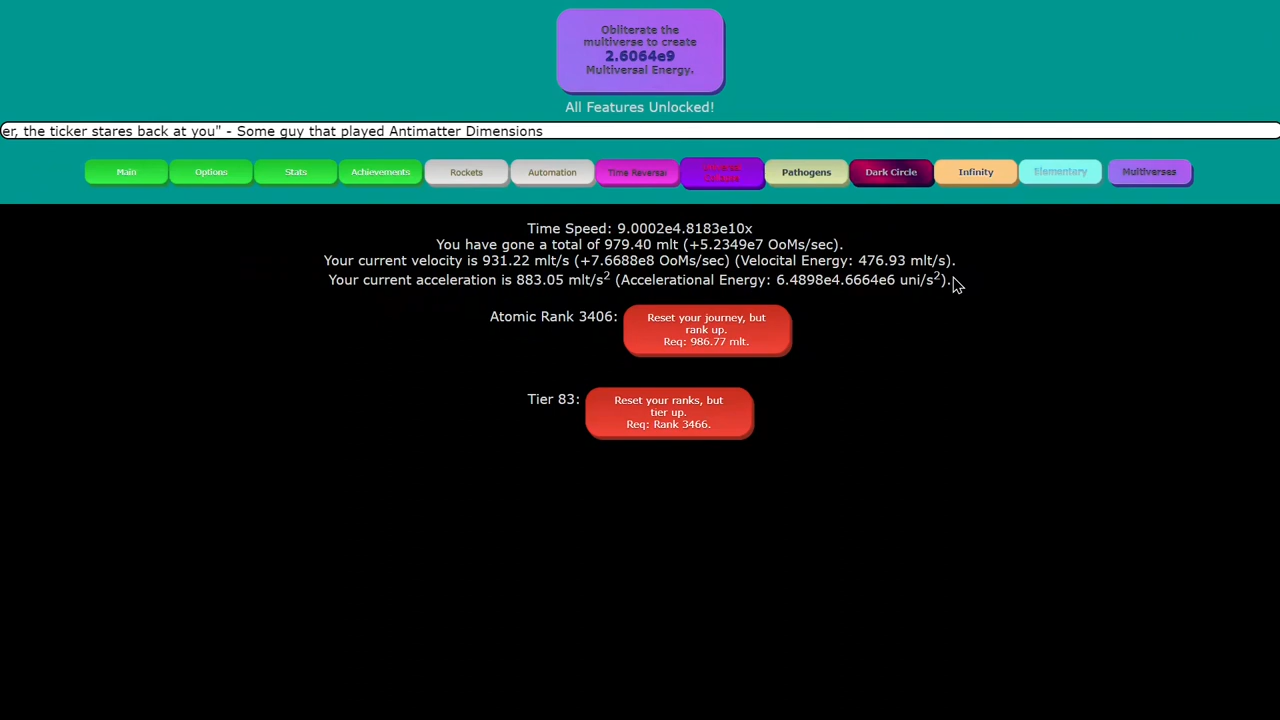 Obliterate the
multiverse to create
2.6064e9
Multiversal Energy.
All Features Unlocked!
er, the ticker stares back at you" - Some guy that played Antimatter Dimensions
Main Options Stats Achievements Rockets Automation Time Reversal Universal Collapse Pathogens Dark Circle Infinity Elementary Multiverses
Time Speed: 9.0002e4.8183e10x
You have gone a total of 979.40 mlt (+5.2349e7 OoMs/sec).
Your current velocity is 931.22 mlt/s (+7.6688e8 OoMs/sec) (Velocital Energy: 476.93 mlt/s).
Your current acceleration is 883.05 mlt/s² (Accelerational Energy: 6.4898e4.6664e6 uni/s²).
Atomic Rank 3406:
Reset your journey, but
rank up.
Req: 986.77 mlt.
Tier 83:
Reset your ranks, but
tier up.
Req: Rank 3466.